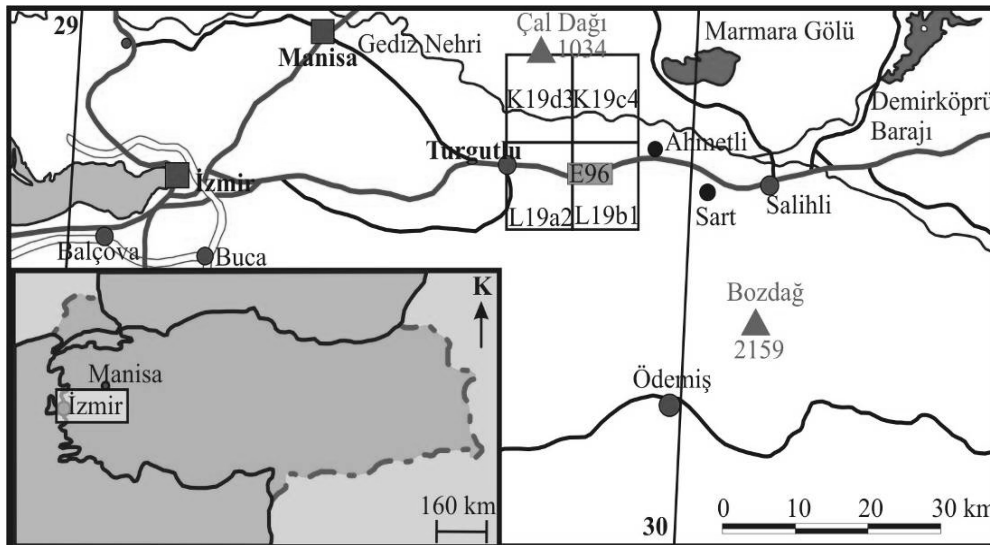 29
Çal Dağı
1034
Marmara Gölü
Manisa
Gediz Nehri
K19d3
K19c4
Demirköprü
Barajı
Turgutlu
Ahmetli
E96
İzmir
L19a2
L19b1
Sart
Salihli
Balçova
Buca
K
Bozdağ
2159
Manisa
İzmir
Ödemiş
160 km
30
0 10 20 30 km